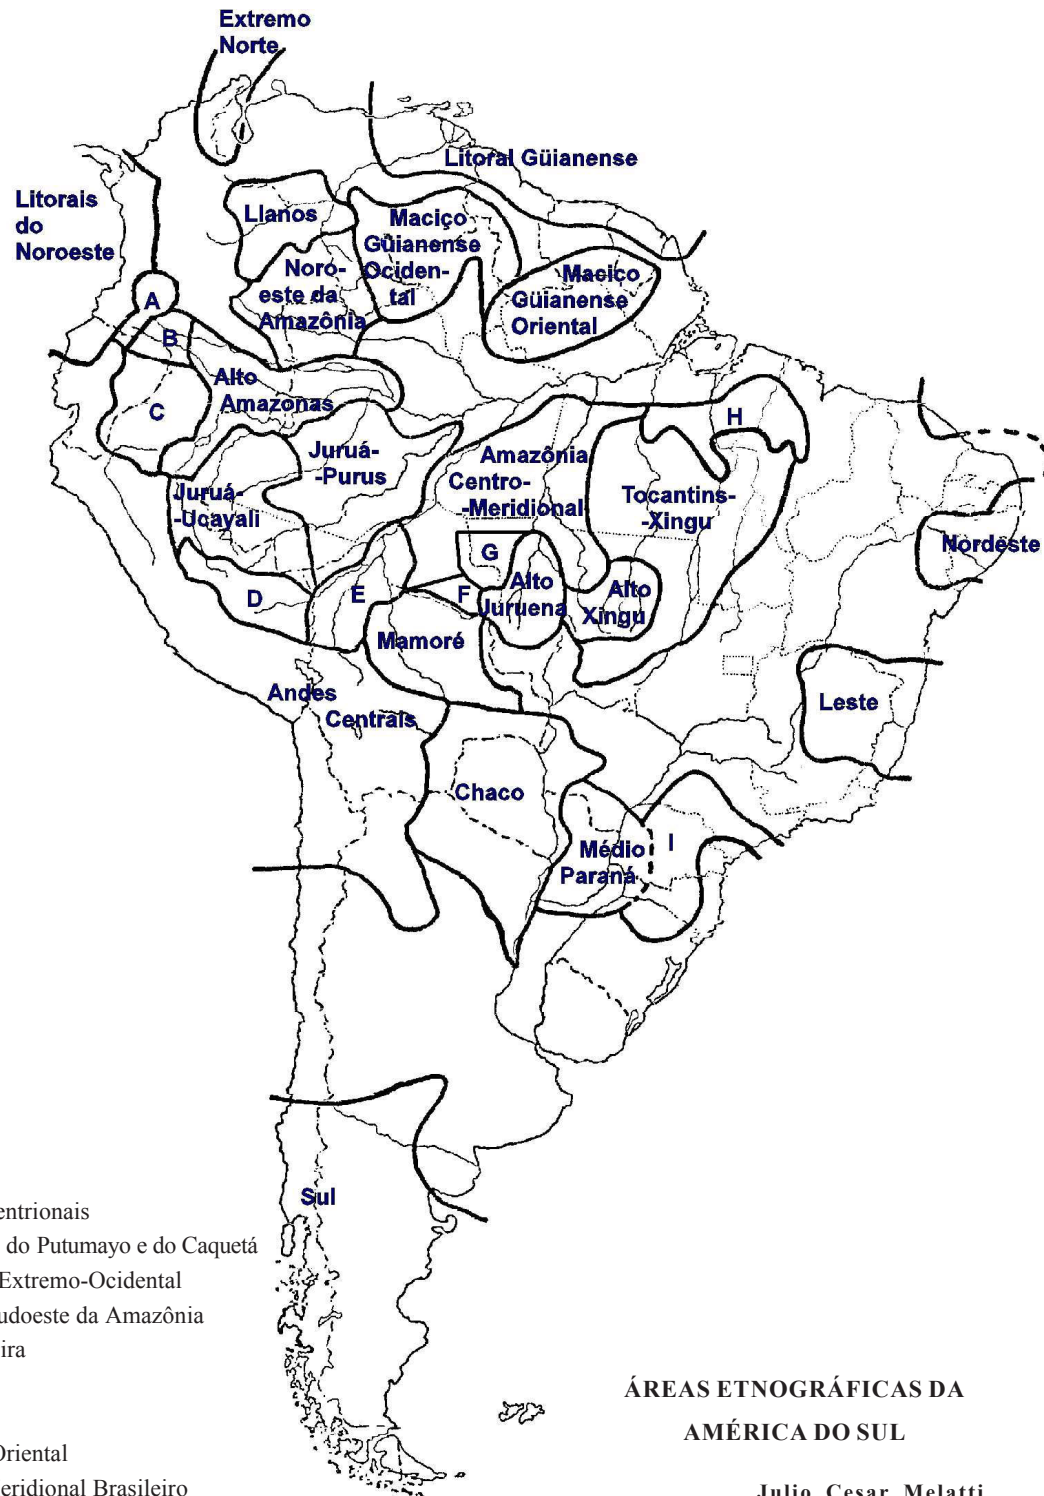 Extremo
Norte
Litoral Güianense
Litorais
do
Noroeste
Llanos
Maciço
Güianense
Ociden-
tal
Noro-
este da
Amazônia
Maciço
Güianense
Oriental
A
B
C
Alto
Amazonas
H
Juruá-
-Purus
Amazônia
Centro-
-Meridional
Tocantins-
-Xingu
Juruá-
-Ucayali
Nordeste
G
D
E
F
Alto
Juruena
Alto
Xingu
Mamoré
Andes
Centrais
Leste
Chaco
Médio
Paraná
I
Sul
entrionais
do Putumayo e do Caquetá
Extremo-Ocidental
udoeste da Amazônia
ira
Oriental
eridional Brasileiro
ÁREAS ETNOGRÁFICAS DA
AMÉRICA DO SUL
Julio Cesar Melatti